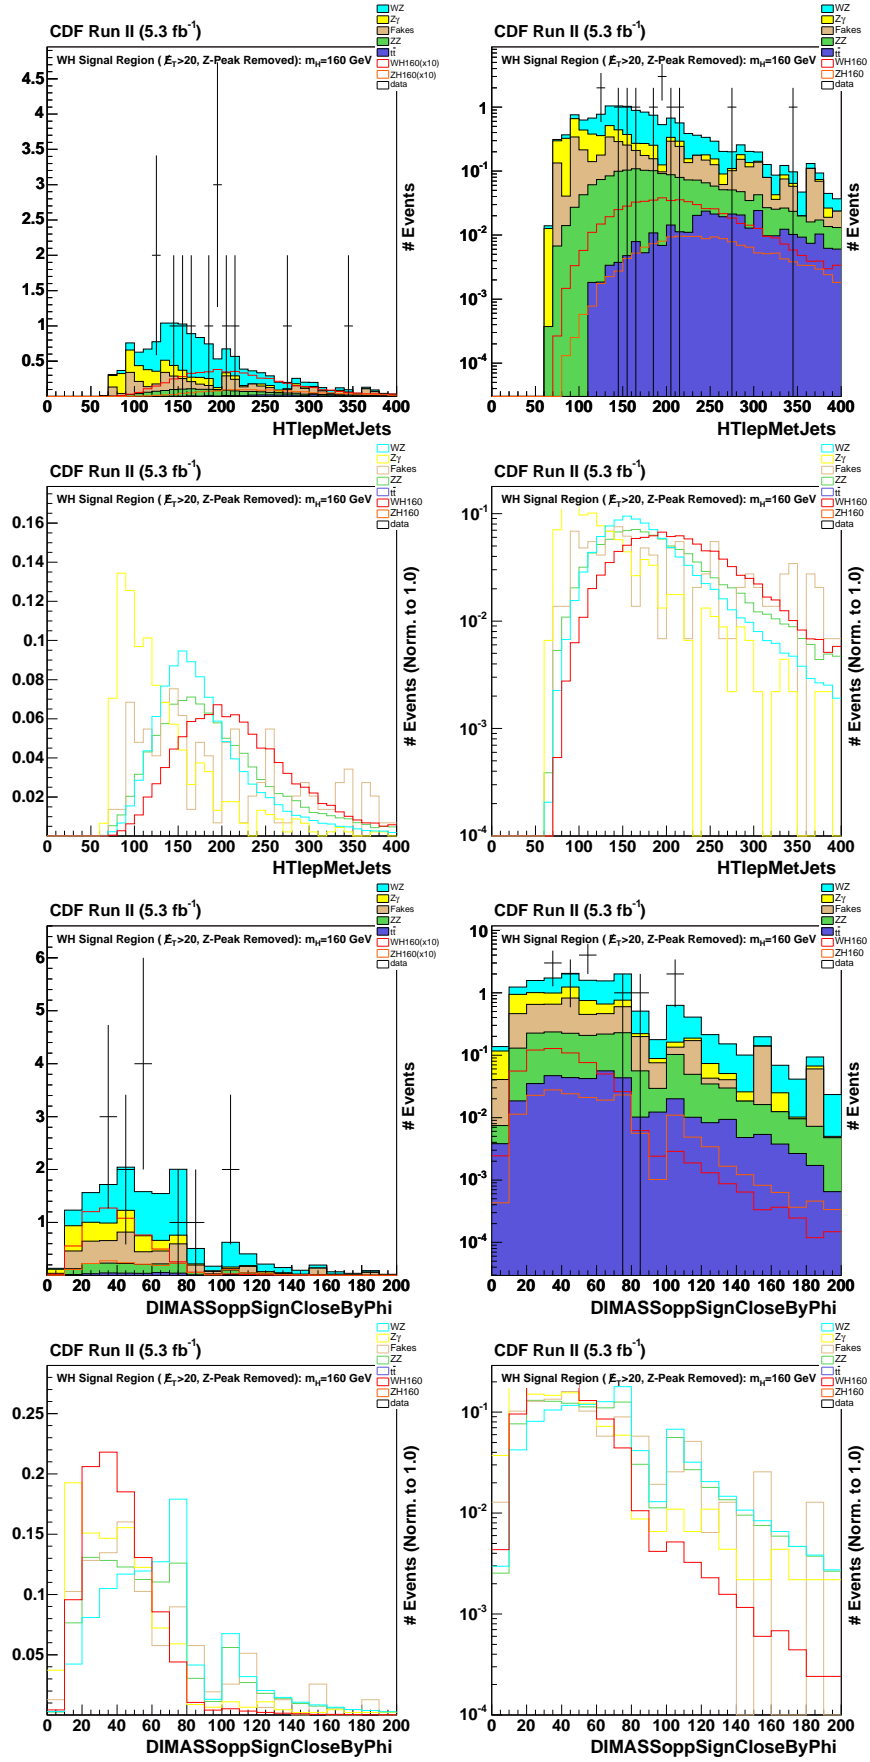 CDF Run II (5.3 fb⁻¹)
WH Signal Region ( E̸_T>20, Z-Peak Removed): m_H=160 GeV
WZ
Zγ
Fakes
ZZ
tt̄
WH160(x10)
ZH160(x10)
data
4.5
4
3.5
3
2.5
2
1.5
1
0.5
0 50 100 150 200 250 300 350 400
HTlepMetJets
# Events
CDF Run II (5.3 fb⁻¹)
WH Signal Region ( E̸_T>20, Z-Peak Removed): m_H=160 GeV
WZ
Zγ
Fakes
ZZ
tt̄
WH160
ZH160
data
1
10⁻¹
10⁻²
10⁻³
10⁻⁴
0 50 100 150 200 250 300 350 400
HTlepMetJets
# Events
CDF Run II (5.3 fb⁻¹)
WH Signal Region ( E̸_T>20, Z-Peak Removed): m_H=160 GeV
WZ
Zγ
Fakes
ZZ
tt̄
WH160
ZH160
data
0.16
0.14
0.12
0.1
0.08
0.06
0.04
0.02
0 50 100 150 200 250 300 350 400
HTlepMetJets
# Events (Norm. to 1.0)
CDF Run II (5.3 fb⁻¹)
WH Signal Region ( E̸_T>20, Z-Peak Removed): m_H=160 GeV
WZ
Zγ
Fakes
ZZ
tt̄
WH160
ZH160
data
10⁻¹
10⁻²
10⁻³
10⁻⁴
0 50 100 150 200 250 300 350 400
HTlepMetJets
# Events (Norm. to 1.0)
CDF Run II (5.3 fb⁻¹)
WH Signal Region ( E̸_T>20, Z-Peak Removed): m_H=160 GeV
WZ
Zγ
Fakes
ZZ
tt̄
WH160(x10)
ZH160(x10)
data
6
5
4
3
2
1
0 20 40 60 80 100 120 140 160 180 200
DIMASSoppSignCloseByPhi
# Events
CDF Run II (5.3 fb⁻¹)
WH Signal Region ( E̸_T>20, Z-Peak Removed): m_H=160 GeV
WZ
Zγ
Fakes
ZZ
tt̄
WH160
ZH160
data
10
1
10⁻¹
10⁻²
10⁻³
10⁻⁴
0 20 40 60 80 100 120 140 160 180 200
DIMASSoppSignCloseByPhi
# Events
CDF Run II (5.3 fb⁻¹)
WH Signal Region ( E̸_T>20, Z-Peak Removed): m_H=160 GeV
WZ
Zγ
Fakes
ZZ
tt̄
WH160
ZH160
data
0.25
0.2
0.15
0.1
0.05
0 20 40 60 80 100 120 140 160 180 200
DIMASSoppSignCloseByPhi
# Events (Norm. to 1.0)
CDF Run II (5.3 fb⁻¹)
WH Signal Region ( E̸_T>20, Z-Peak Removed): m_H=160 GeV
WZ
Zγ
Fakes
ZZ
tt̄
WH160
ZH160
data
10⁻¹
10⁻²
10⁻³
10⁻⁴
0 20 40 60 80 100 120 140 160 180 200
DIMASSoppSignCloseByPhi
# Events (Norm. to 1.0)